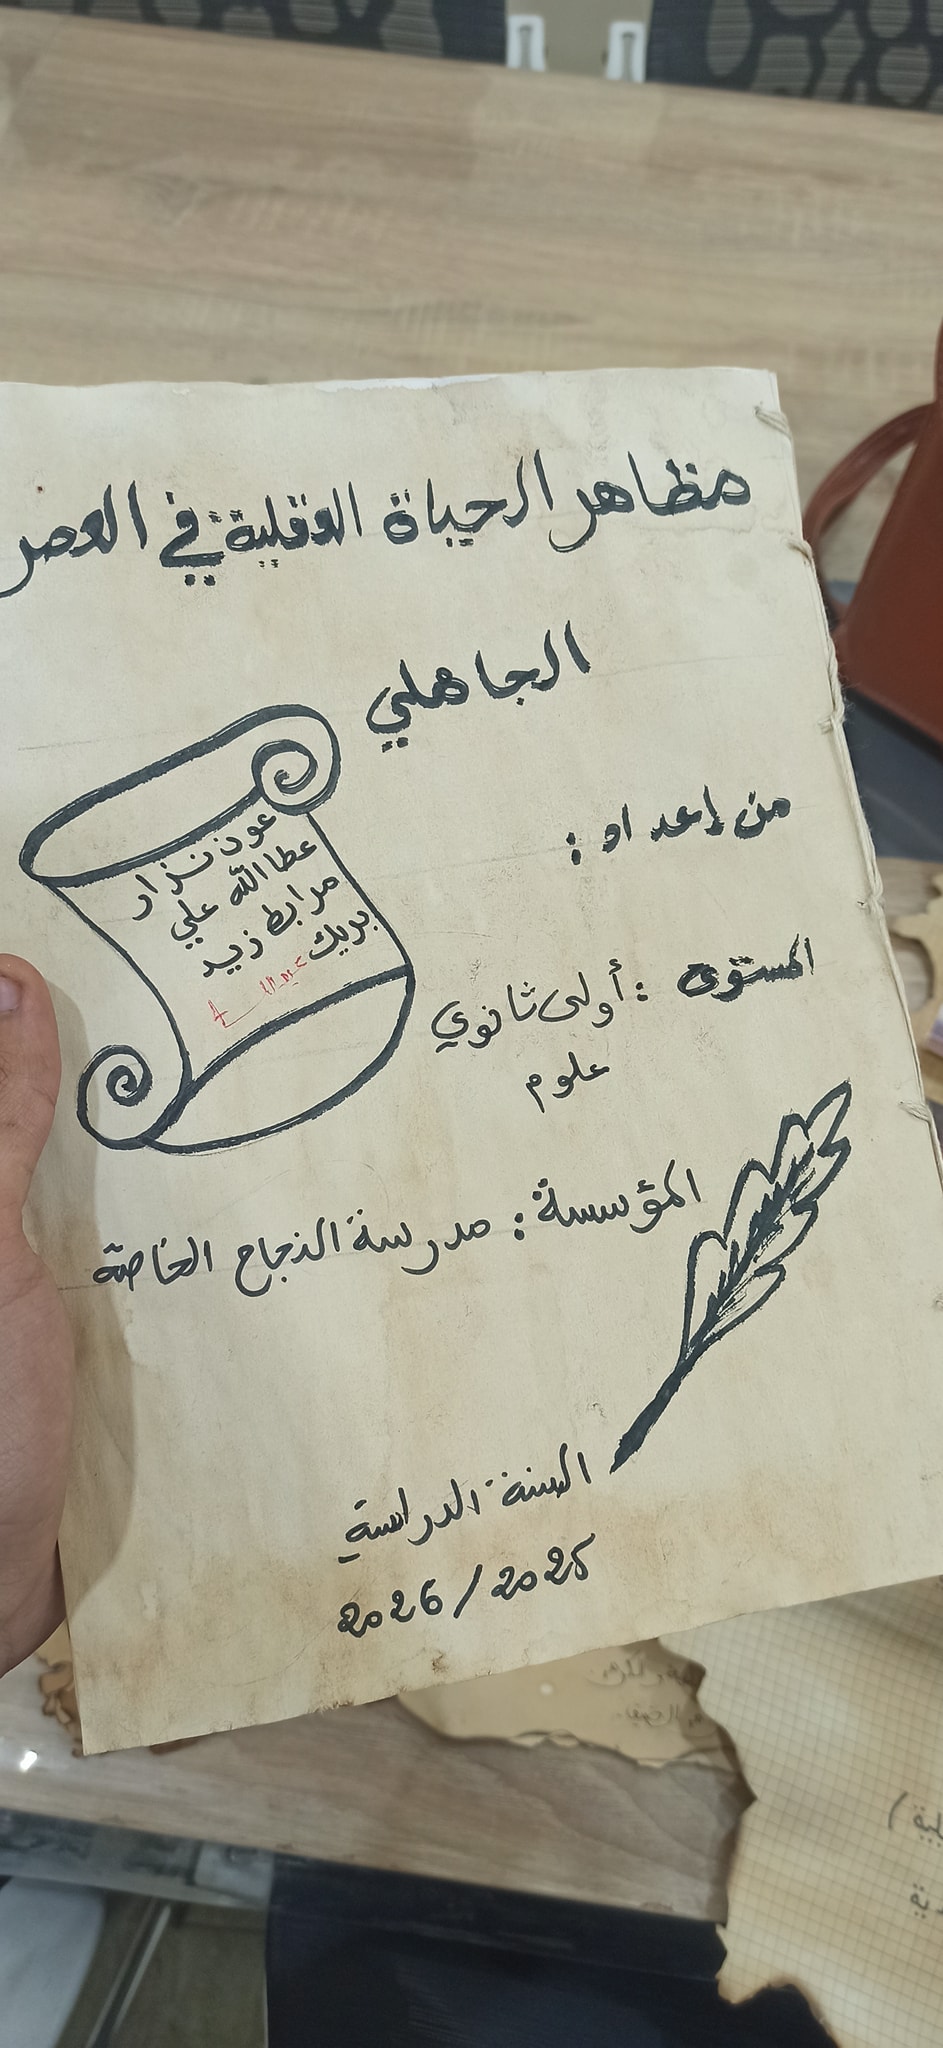 مظاهر الحياة العقلية في العصر
الجاهلي
من إعداد :
عون نزار
عطا الله علي
مرابط زيد
بريك
المستوى : أولى ثانوي
علوم
المؤسسة : مدرسة النجاح الخاصة
السنة الدراسية
2026/2025